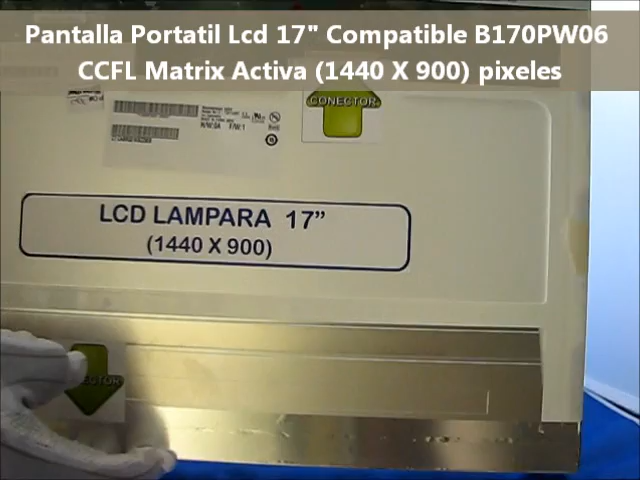 Pantalla Portatil Lcd 17" Compatible B170PW06
CCFL Matrix Activa (1440 X 900) pixeles
CONECTOR
LCD LAMPARA 17”
(1440 X 900)